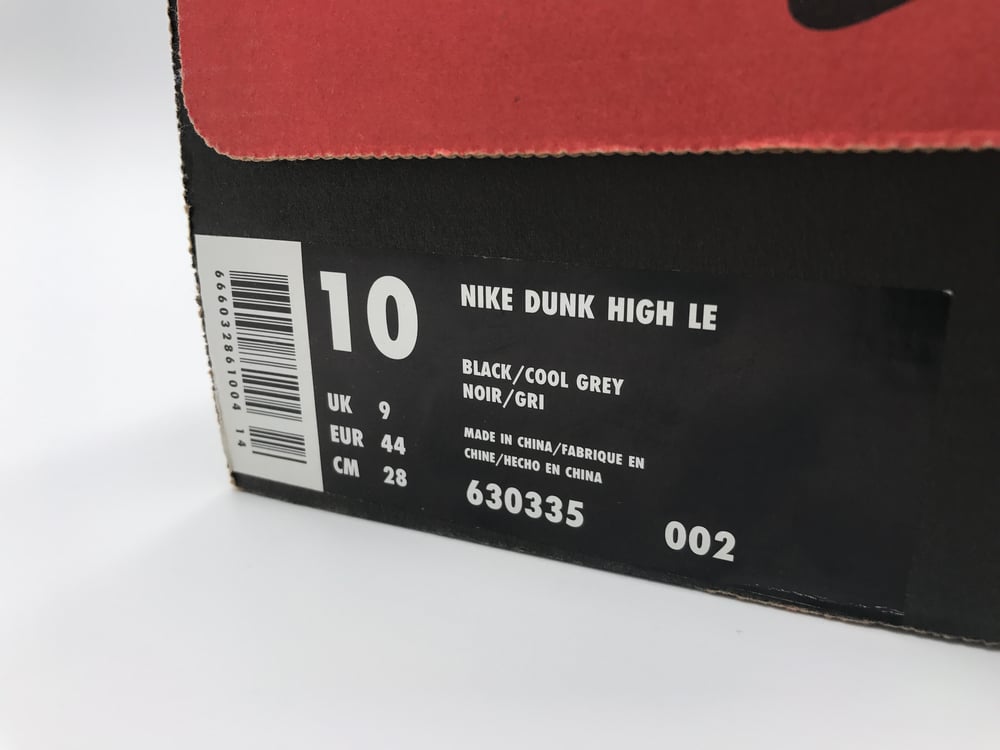 6660328610041 14
10
UK 9
EUR 44
CM 28
NIKE DUNK HIGH LE
BLACK/COOL GREY
NOIR/GRI
MADE IN CHINA/FABRIQUE EN
CHINE/HECHO EN CHINA
630335 002